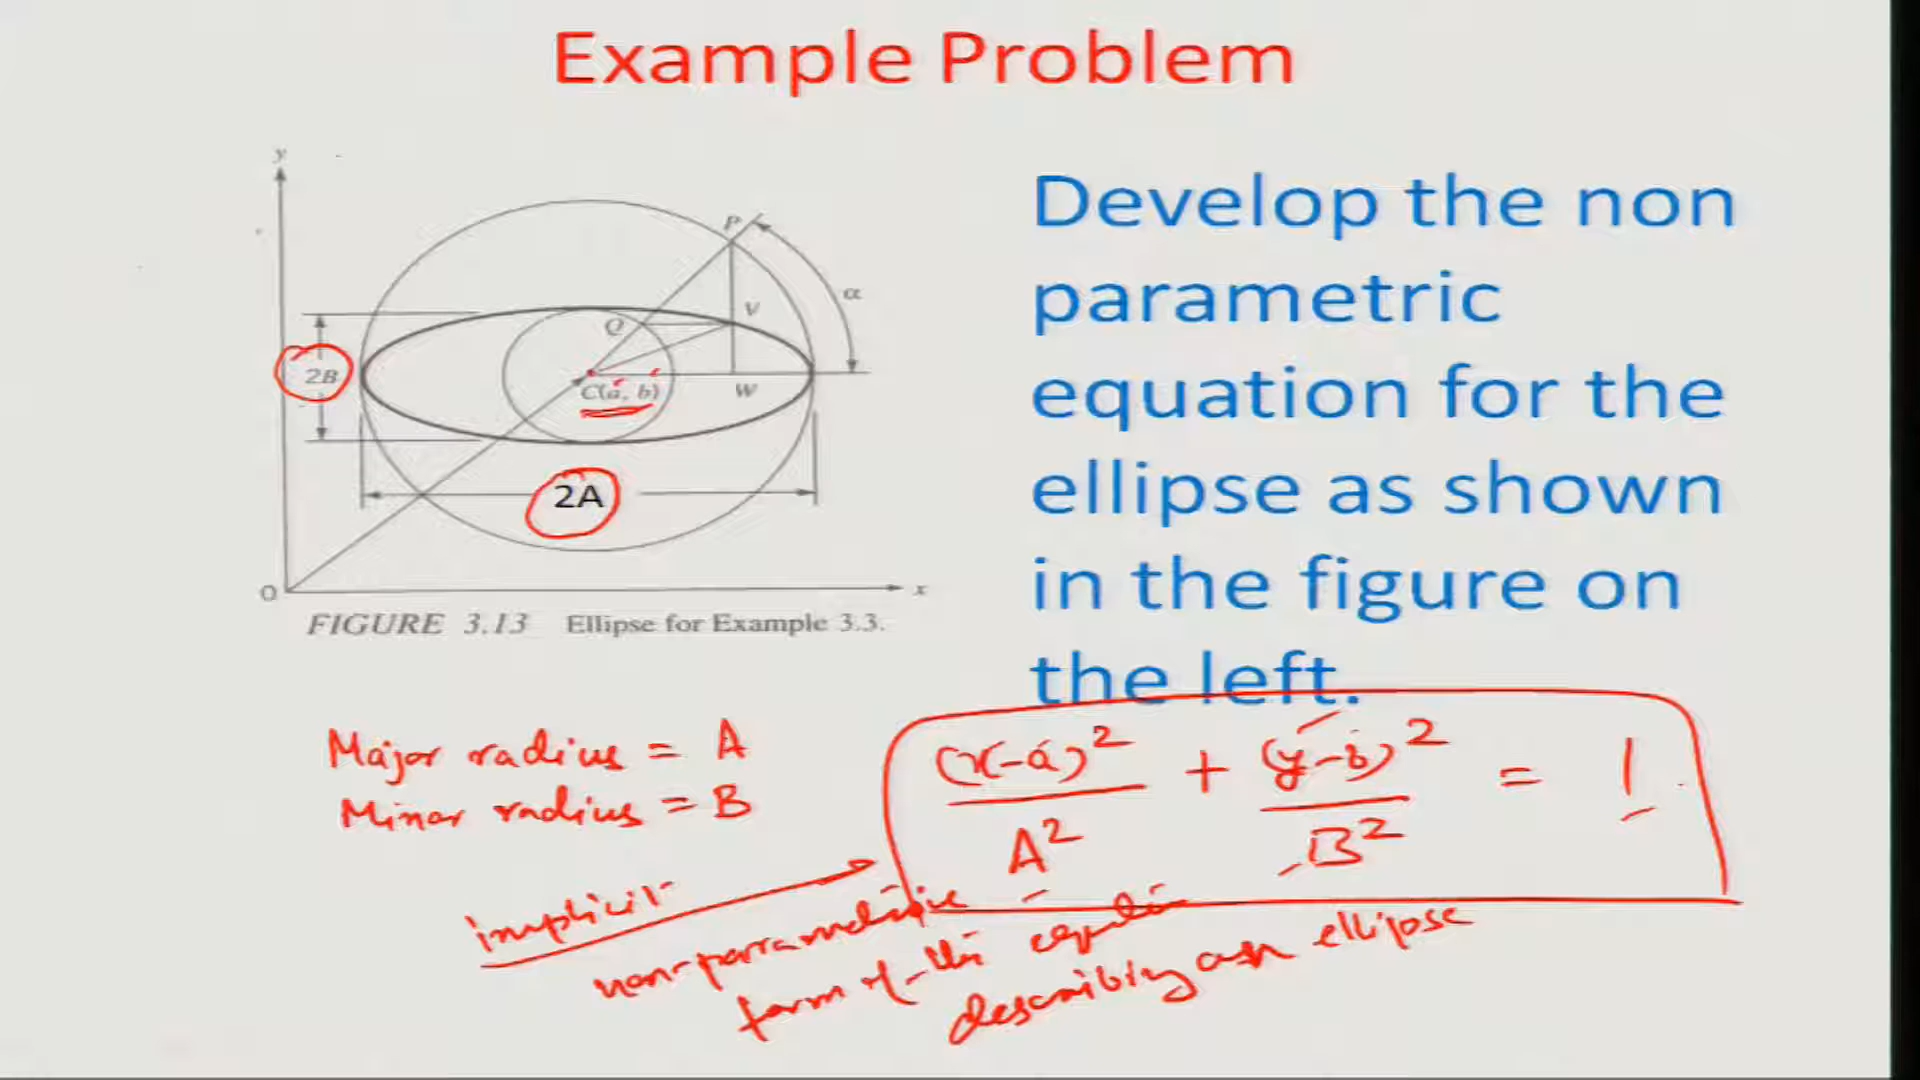 Example Problem
y
P
α
V
Q
2B
C(a, b)
W
2A
O
x
FIGURE 3.13 Ellipse for Example 3.3.
Develop the non
parametric
equation for the
ellipse as shown
in the figure on
the left.
Major radius = A
Minor radius = B
(x-a)² / A² + (y-b)² / B² = 1
implicit
non-parametric
form of the equation
describing an ellipse